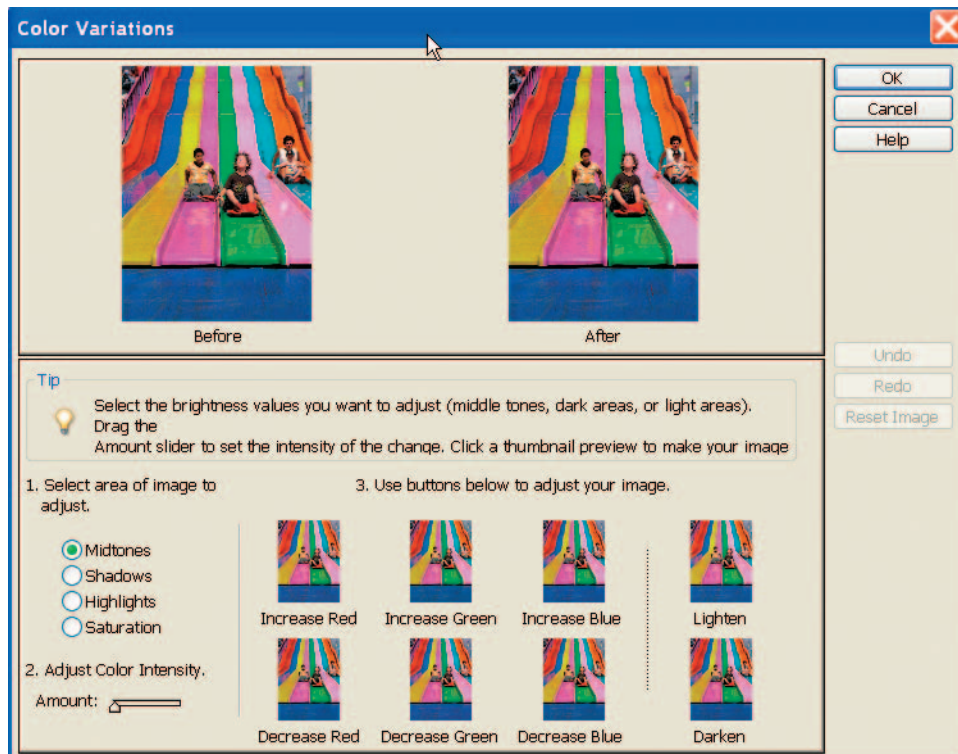 Color Variations
OK
Cancel
Help
Before
After
Undo
Redo
Reset Image
Tip
Select the brightness values you want to adjust (middle tones, dark areas, or light areas).
Drag the
Amount slider to set the intensity of the change. Click a thumbnail preview to make your image
1. Select area of image to
adjust.
Midtones
Shadows
Highlights
Saturation
2. Adjust Color Intensity.
Amount:
3. Use buttons below to adjust your image.
Increase Red
Increase Green
Increase Blue
Lighten
Decrease Red
Decrease Green
Decrease Blue
Darken